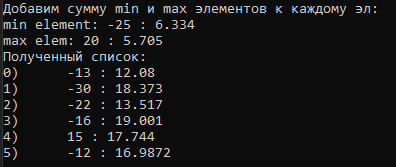 Добавим сумму min и max элементов к каждому эл:
min element: -25 : 6.334
max elem: 20 : 5.705
Полученный список:
0) -13 : 12.08
1) -30 : 18.373
2) -22 : 13.517
3) -16 : 19.001
4) 15 : 17.744
5) -12 : 16.9872